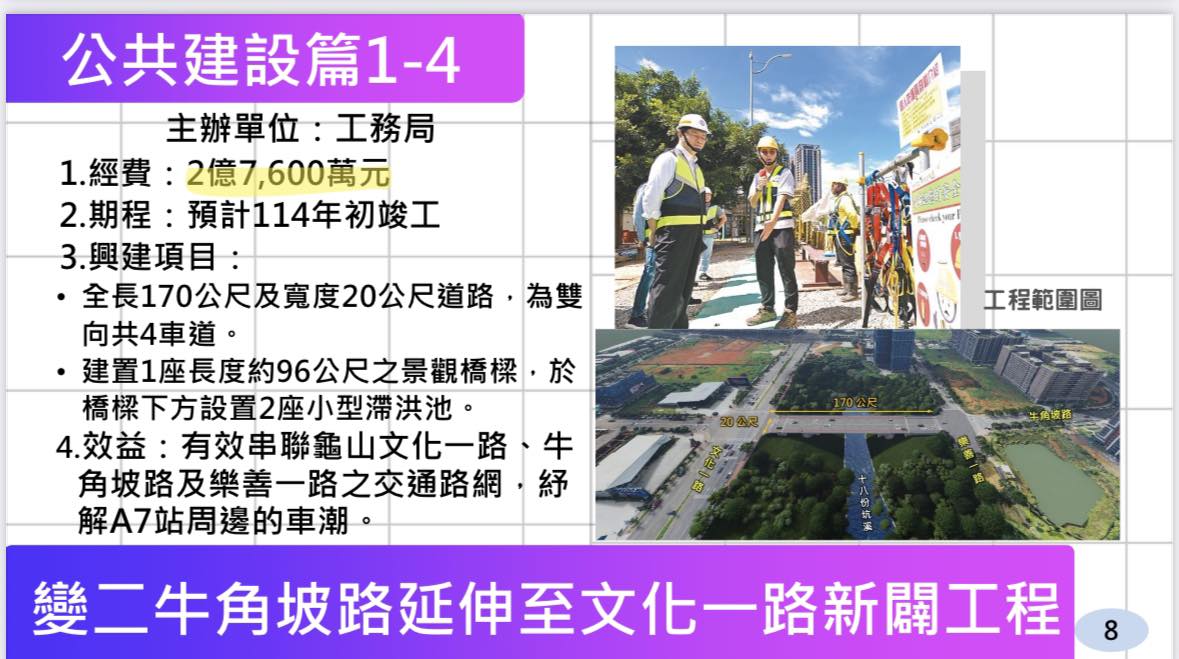 公共建設篇1-4
主辦單位：工務局
1.經費：2億7,600萬元
2.期程：預計114年初竣工
3.興建項目：
• 全長170公尺及寬度20公尺道路，為雙
向共4車道。
• 建置1座長度約96公尺之景觀橋樑，於
橋樑下方設置2座小型滯洪池。
4.效益：有效串聯龜山文化一路、牛
角坡路及樂善一路之交通路網，紓
解A7站周邊的車潮。
工程範圍圖
170公尺
20公尺
牛角坡路
文化一路
樂善一路
十八份坑溪
變二牛角坡路延伸至文化一路新闢工程
8